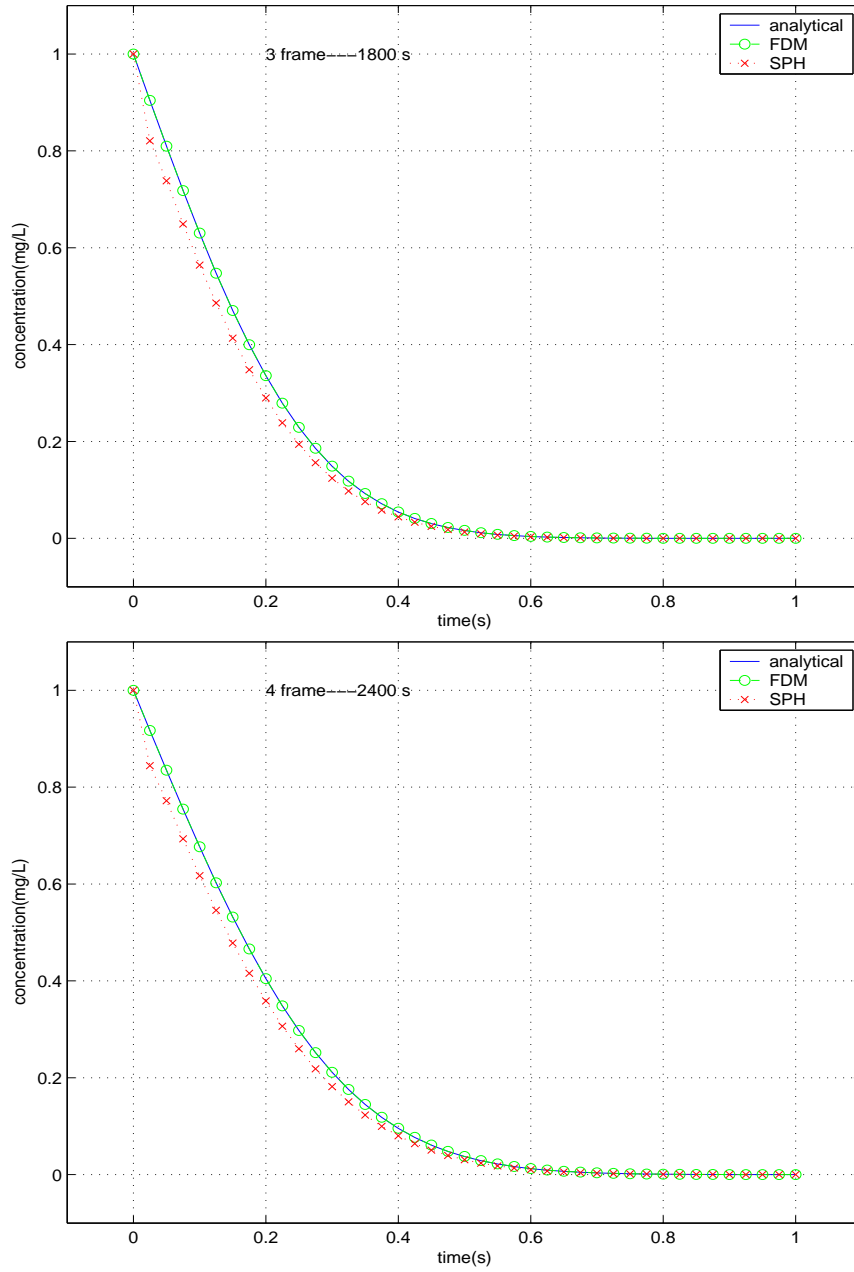 3 frame−−−1800 s
analytical
FDM
SPH
1
0.8
0.6
0.4
0.2
0
concentration(mg/L)
0 0.2 0.4 0.6 0.8 1
time(s)
4 frame−−−2400 s
analytical
FDM
SPH
1
0.8
0.6
0.4
0.2
0
concentration(mg/L)
0 0.2 0.4 0.6 0.8 1
time(s)